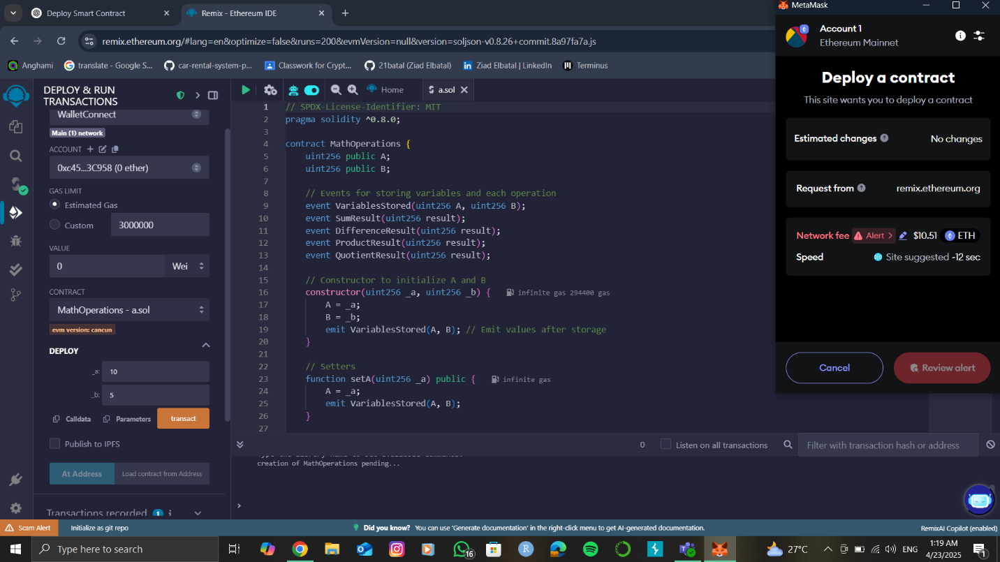 Deploy Smart Contract
Remix - Ethereum IDE
remix.ethereum.org/#lang=en&optimize=false&runs=200&evmVersion=null&version=soljson-v0.8.26+commit.8a97fa7a.js
Anghami
translate - Google S...
car-rental-system-p...
Classwork for Crypt...
21batal (Ziad Elbatal)
Ziad Elbatal | LinkedIn
Terminus
DEPLOY & RUN
TRANSACTIONS
WalletConnect
Main (1) network
ACCOUNT
0xc45...3C958 (0 ether)
GAS LIMIT
Estimated Gas
Custom
3000000
VALUE
0
Wei
CONTRACT
MathOperations - a.sol
evm version: cancun
DEPLOY
_a:
10
_b:
5
Calldata
Parameters
transact
Publish to IPFS
At Address
Load contract from Address
Transactions recorded 1 i
Home
a.sol
1 // SPDX-License-Identifier: MIT
2 pragma solidity ^0.8.0;
3
4 contract MathOperations {
5 uint256 public A;
6 uint256 public B;
7
8 // Events for storing variables and each operation
9 event VariablesStored(uint256 A, uint256 B);
10 event SumResult(uint256 result);
11 event DifferenceResult(uint256 result);
12 event ProductResult(uint256 result);
13 event QuotientResult(uint256 result);
14
15 // Constructor to initialize A and B
16 constructor(uint256 _a, uint256 _b) { infinite gas 294400 gas
17 A = _a;
18 B = _b;
19 emit VariablesStored(A, B); // Emit values after storage
20 }
21
22 // Setters
23 function setA(uint256 _a) public { infinite gas
24 A = _a;
25 emit VariablesStored(A, B);
26 }
27
0
Listen on all transactions
Filter with transaction hash or address
creation of MathOperations pending...
>
MetaMask
Account 1
Ethereum Mainnet
Deploy a contract
This site wants you to deploy a contract
Estimated changes
No changes
Request from
remix.ethereum.org
Network fee
Alert >
$10.51
ETH
Speed
Site suggested ~12 sec
Cancel
Review alert
Scam Alert
Initialize as git repo
Did you know? You can use 'Generate documentation' in the right-click menu to get AI-generated documentation.
RemixAI Copilot (enabled)
Type here to search
16
27°C
ENG
1:19 AM
4/23/2025
1